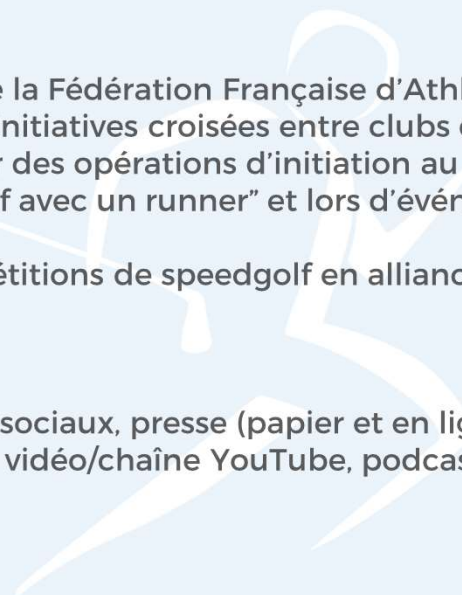 e la Fédération Française d'Athl
nitiatives croisées entre clubs
r des opérations d'initiation au
f avec un runner" et lors d'évén
étitions de speedgolf en allianc
sociaux, presse (papier et en lig
vidéo/chaîne YouTube, podcas